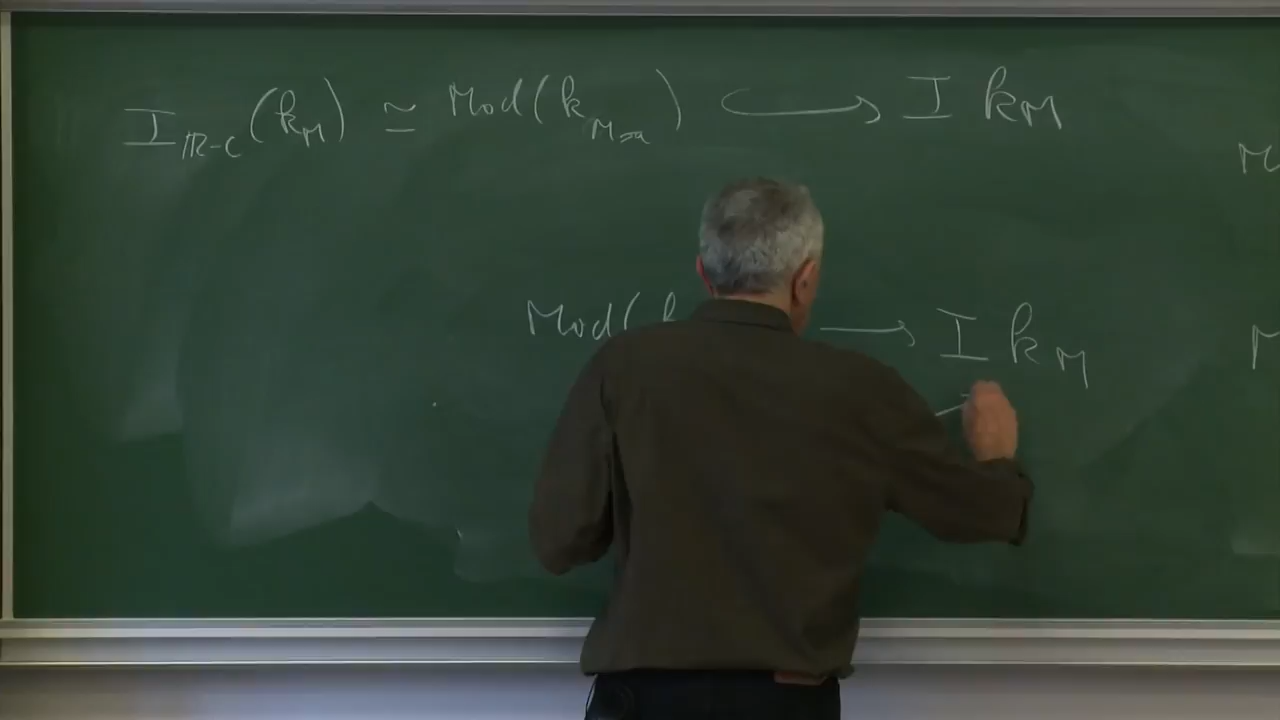 I_{ℝ-c}(k_M) ≃ Mod(k_{M_{sa}}) ↪ I k_M
Mod(k → I k_M